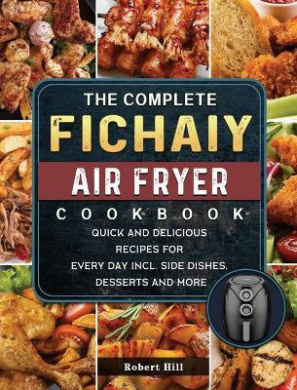 THE COMPLETE
FICHAIY
AIR FRYER
COOKBOOK
QUICK AND DELICIOUS
RECIPES FOR
EVERY DAY INCL. SIDE DISHES,
DESSERTS AND MORE
Robert Hill